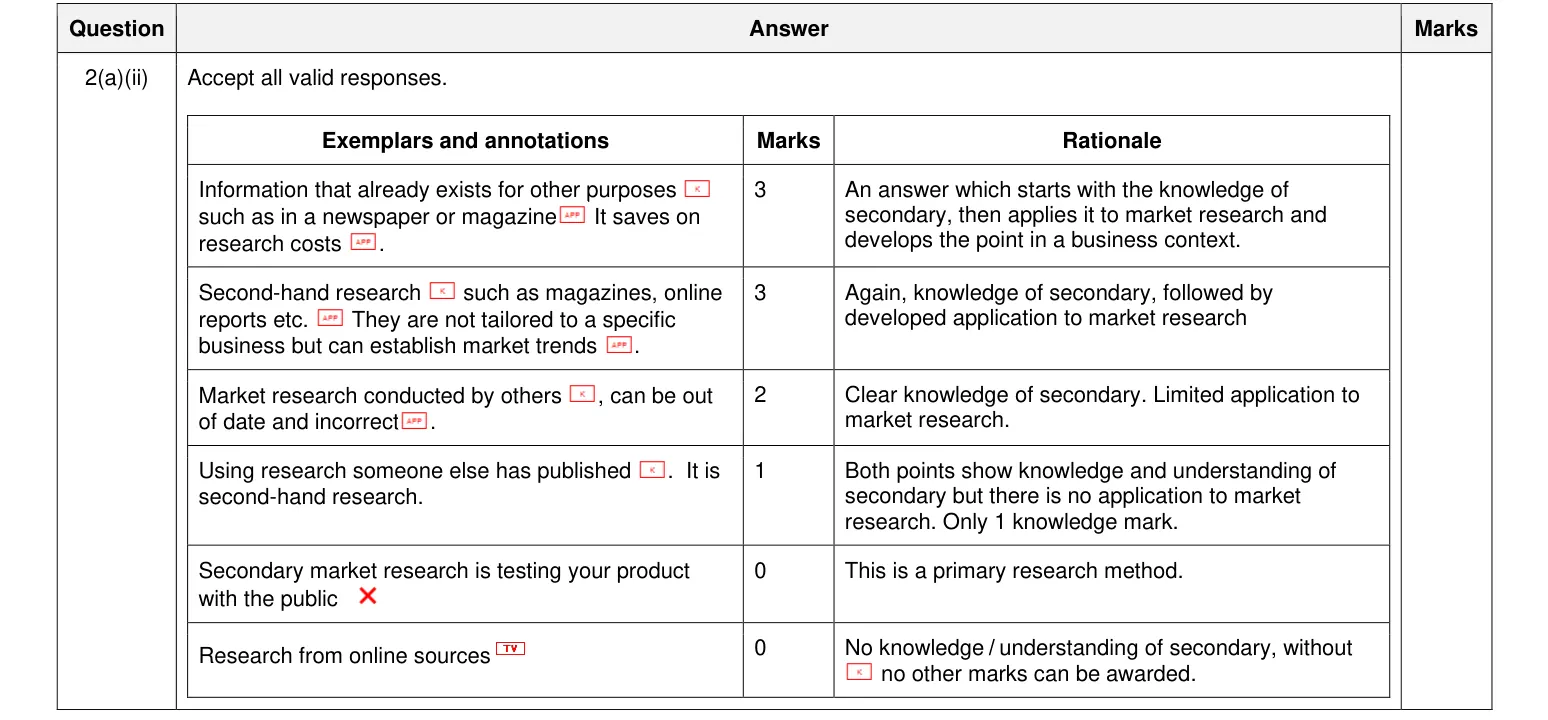 Question Answer Marks
2(a)(ii) Accept all valid responses.
Exemplars and annotations Marks Rationale
Information that already exists for other purposes K
such as in a newspaper or magazine APP It saves on
research costs APP .
3
An answer which starts with the knowledge of
secondary, then applies it to market research and
develops the point in a business context.
Second-hand research K such as magazines, online
reports etc. APP They are not tailored to a specific
business but can establish market trends APP .
3
Again, knowledge of secondary, followed by
developed application to market research
Market research conducted by others K , can be out
of date and incorrect APP .
2
Clear knowledge of secondary. Limited application to
market research.
Using research someone else has published K . It is
second-hand research.
1
Both points show knowledge and understanding of
secondary but there is no application to market
research. Only 1 knowledge mark.
Secondary market research is testing your product
with the public
0
This is a primary research method.
Research from online sources TV
0
No knowledge / understanding of secondary, without
K no other marks can be awarded.